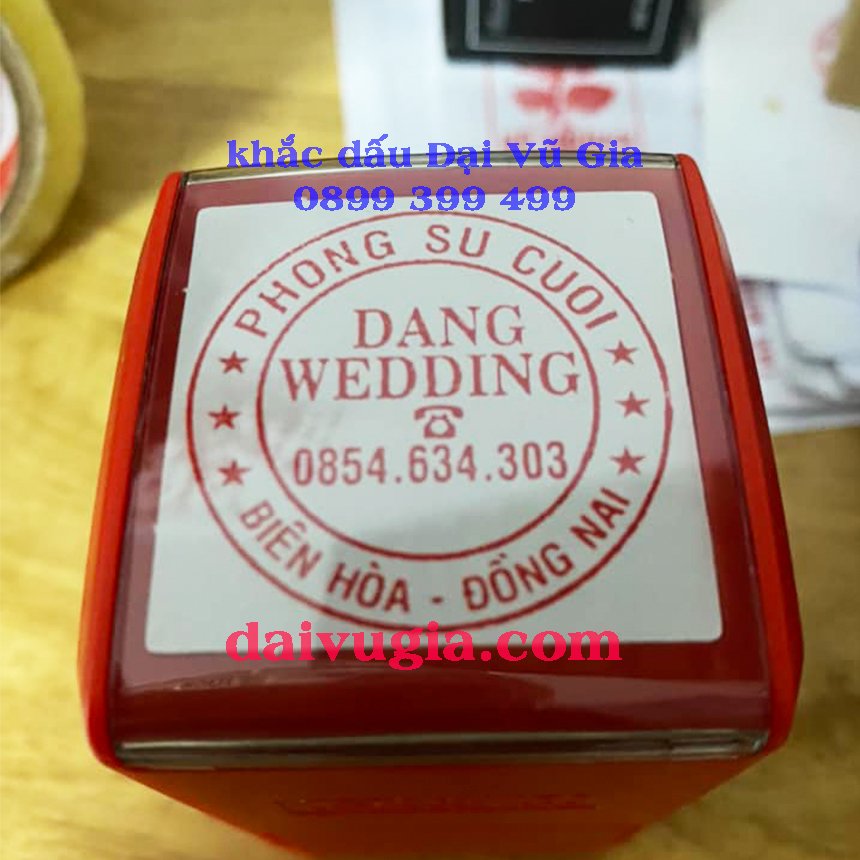 khắc dấu Đại Vũ Gia
0899 399 499
PHONG SU CUOI
DANG
WEDDING
0854.634.303
BIÊN HÒA - ĐỒNG NAI
daivugia.com